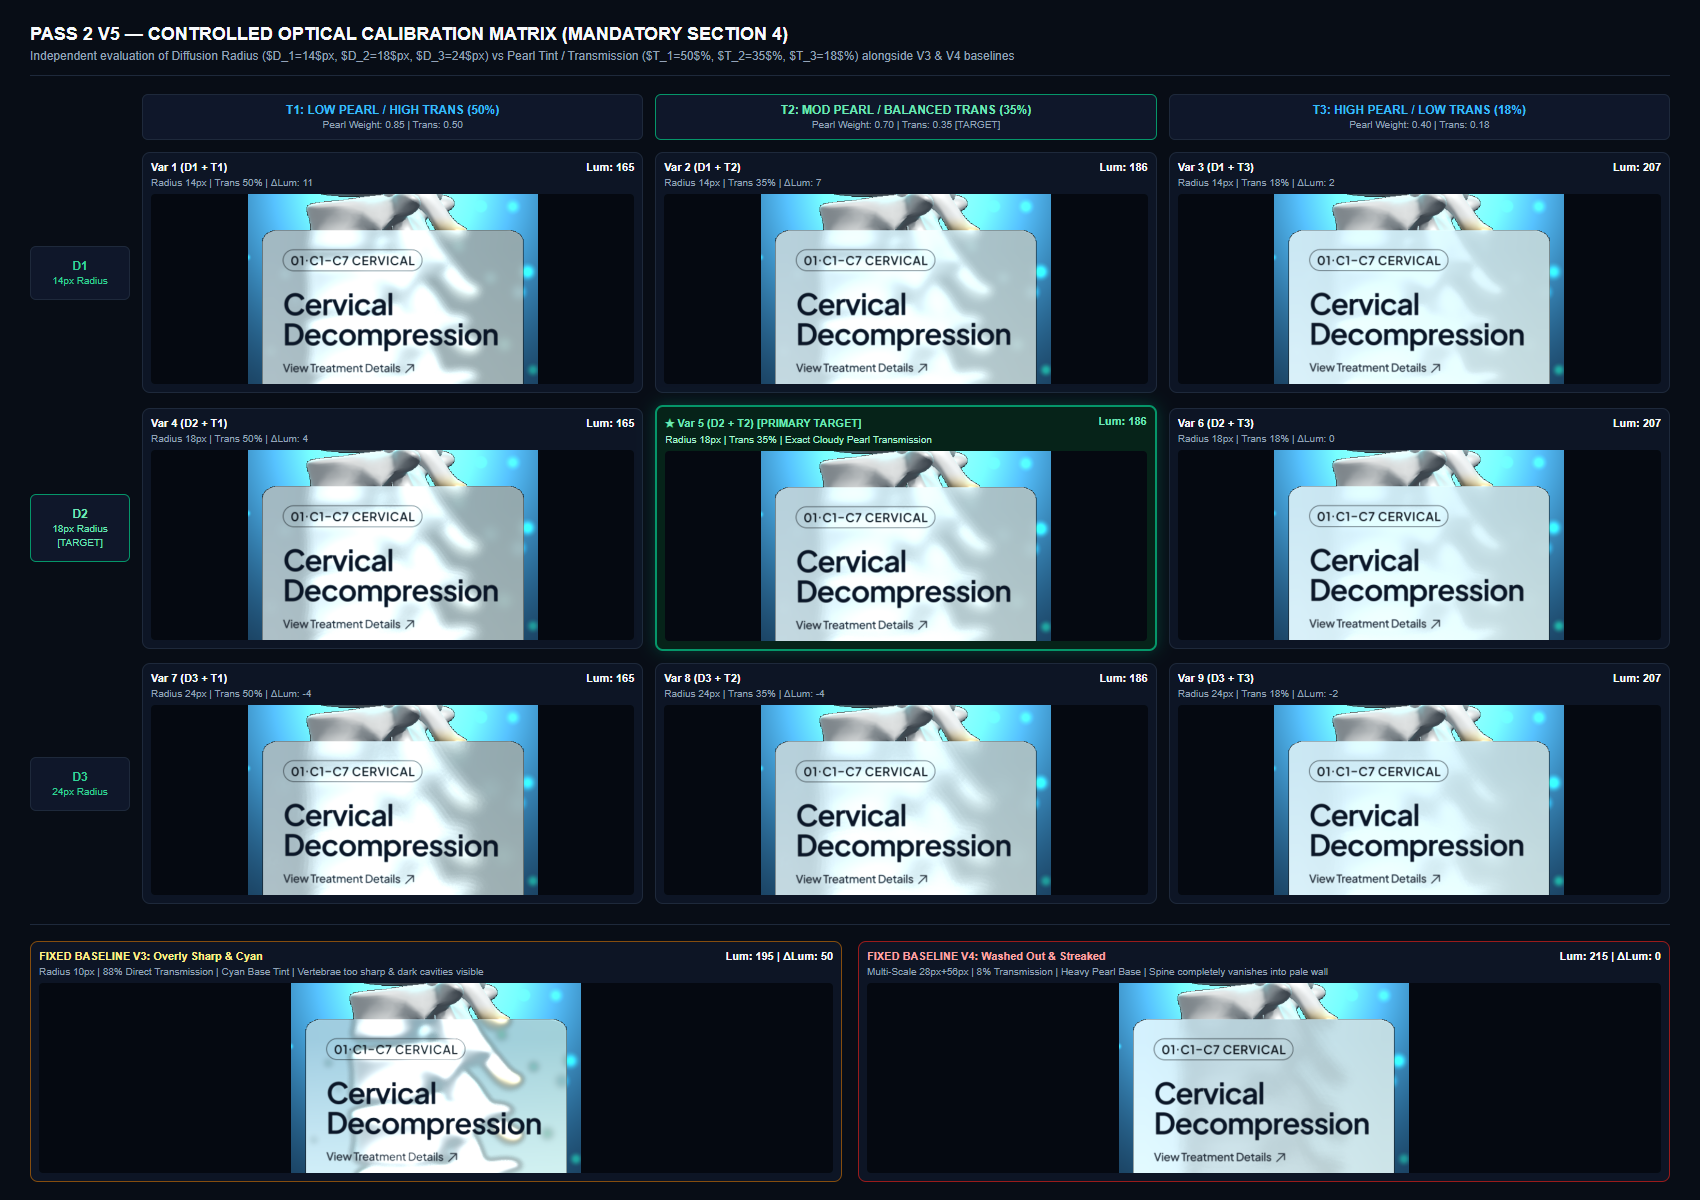 PASS 2 V5 — CONTROLLED OPTICAL CALIBRATION MATRIX (MANDATORY SECTION 4)
Independent evaluation of Diffusion Radius ($D_1=14$px, $D_2=18$px, $D_3=24$px) vs Pearl Tint / Transmission ($T_1=50$%, $T_2=35$%, $T_3=18$%) alongside V3 & V4 baselines
T1: LOW PEARL / HIGH TRANS (50%)
Pearl Weight: 0.85 | Trans: 0.50
T2: MOD PEARL / BALANCED TRANS (35%)
Pearl Weight: 0.70 | Trans: 0.35 [TARGET]
T3: HIGH PEARL / LOW TRANS (18%)
Pearl Weight: 0.40 | Trans: 0.18
D1
14px Radius
Var 1 (D1 + T1) Lum: 165
Radius 14px | Trans 50% | ΔLum: 11
01·C1–C7 CERVICAL
Cervical
Decompression
View Treatment Details ↗
Var 2 (D1 + T2) Lum: 186
Radius 14px | Trans 35% | ΔLum: 7
01·C1–C7 CERVICAL
Cervical
Decompression
View Treatment Details ↗
Var 3 (D1 + T3) Lum: 207
Radius 14px | Trans 18% | ΔLum: 2
01·C1–C7 CERVICAL
Cervical
Decompression
View Treatment Details ↗
D2
18px Radius
[TARGET]
Var 4 (D2 + T1) Lum: 165
Radius 18px | Trans 50% | ΔLum: 4
01·C1–C7 CERVICAL
Cervical
Decompression
View Treatment Details ↗
★ Var 5 (D2 + T2) [PRIMARY TARGET] Lum: 186
Radius 18px | Trans 35% | Exact Cloudy Pearl Transmission
01·C1–C7 CERVICAL
Cervical
Decompression
View Treatment Details ↗
Var 6 (D2 + T3) Lum: 207
Radius 18px | Trans 18% | ΔLum: 0
01·C1–C7 CERVICAL
Cervical
Decompression
View Treatment Details ↗
D3
24px Radius
Var 7 (D3 + T1) Lum: 165
Radius 24px | Trans 50% | ΔLum: -4
01·C1–C7 CERVICAL
Cervical
Decompression
View Treatment Details ↗
Var 8 (D3 + T2) Lum: 186
Radius 24px | Trans 35% | ΔLum: -4
01·C1–C7 CERVICAL
Cervical
Decompression
View Treatment Details ↗
Var 9 (D3 + T3) Lum: 207
Radius 24px | Trans 18% | ΔLum: -2
01·C1–C7 CERVICAL
Cervical
Decompression
View Treatment Details ↗
FIXED BASELINE V3: Overly Sharp & Cyan Lum: 195 | ΔLum: 50
Radius 10px | 88% Direct Transmission | Cyan Base Tint | Vertebrae too sharp & dark cavities visible
01·C1–C7 CERVICAL
Cervical
Decompression
View Treatment Details ↗
FIXED BASELINE V4: Washed Out & Streaked Lum: 215 | ΔLum: 0
Multi-Scale 28px+56px | 8% Transmission | Heavy Pearl Base | Spine completely vanishes into pale wall
01·C1–C7 CERVICAL
Cervical
Decompression
View Treatment Details ↗